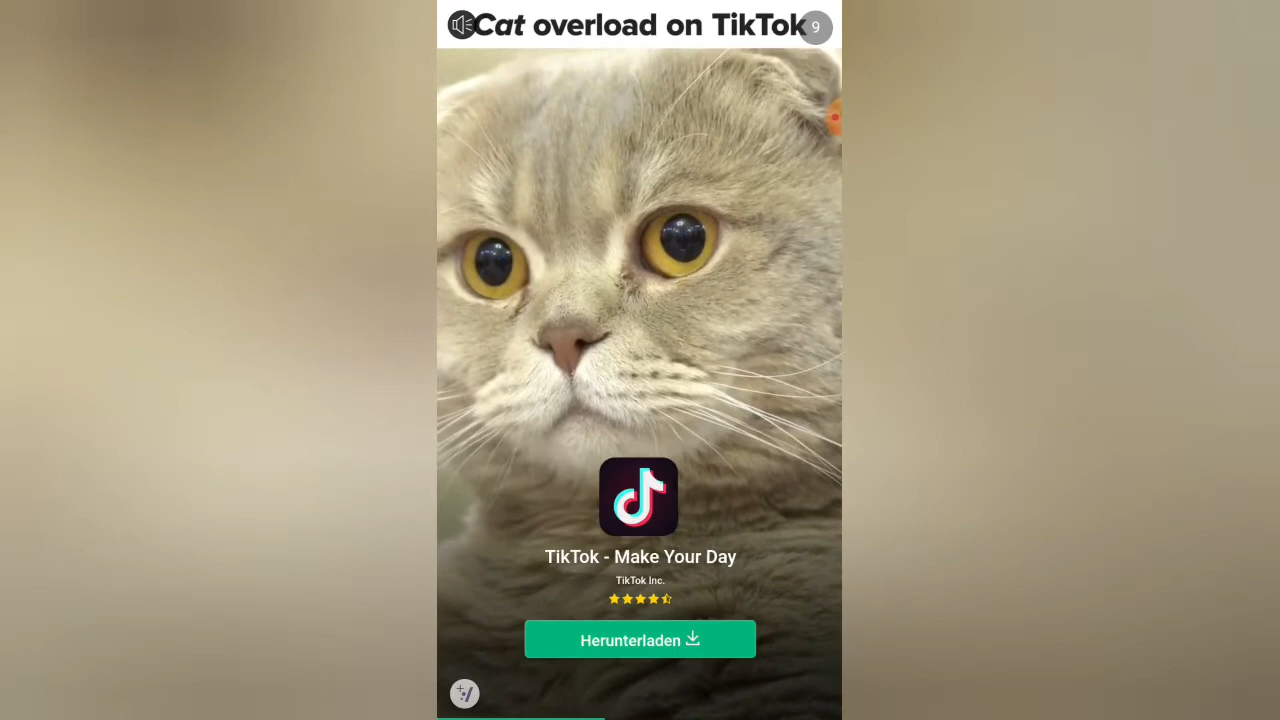 Cat overload on TikTok
9
TikTok - Make Your Day
TikTok Inc.
Herunterladen